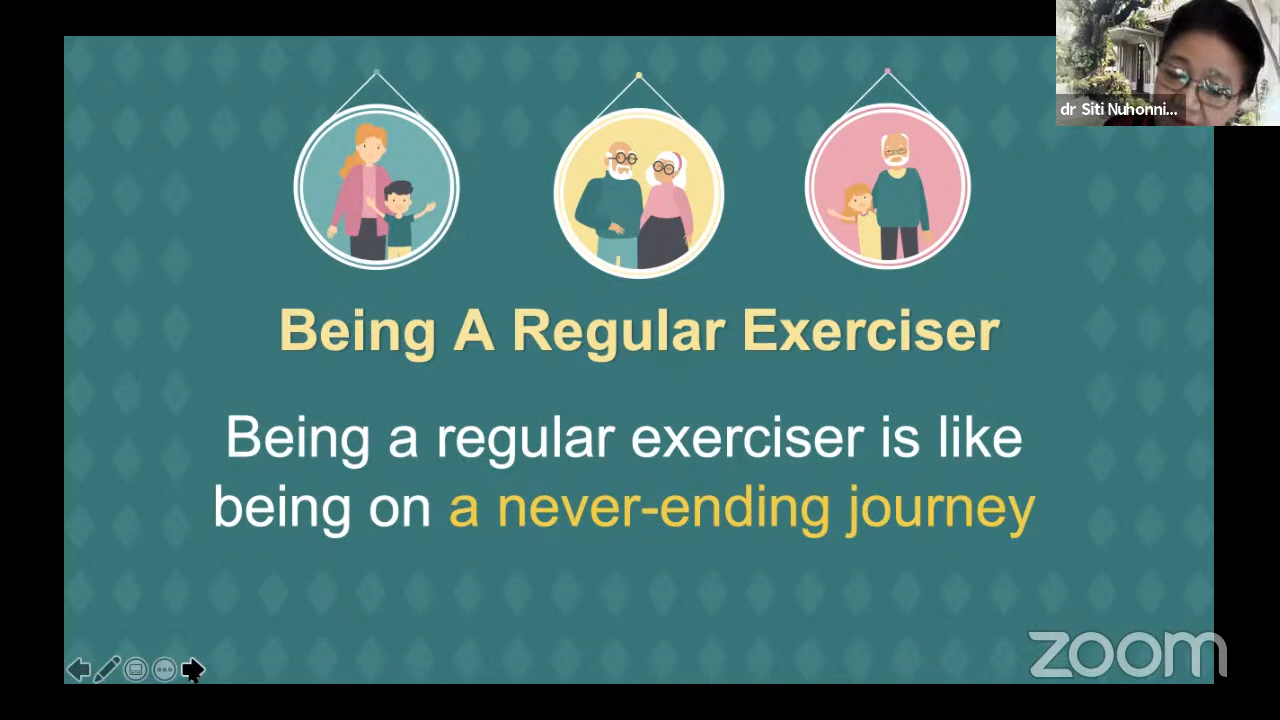 dr Siti Nuhonni...
Being A Regular Exerciser
Being a regular exerciser is like
being on a never-ending journey
zoom